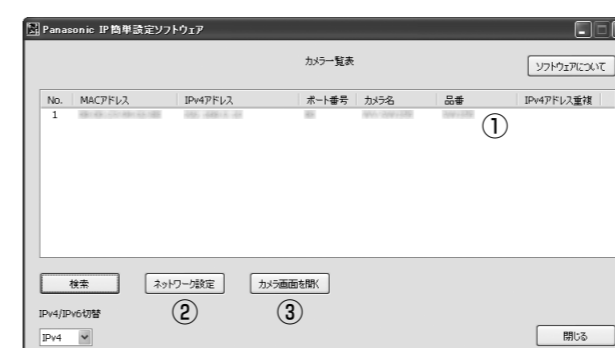 Panasonic IP簡単設定ソフトウェア
カメラ一覧表
ソフトウェアについて
No. MACアドレス IPv4アドレス ポート番号 カメラ名 品番 IPv4アドレス重複
1
①
検索 ネットワーク設定 カメラ画面を開く
② ③
IPv4/IPv6切替
IPv4 閉じる